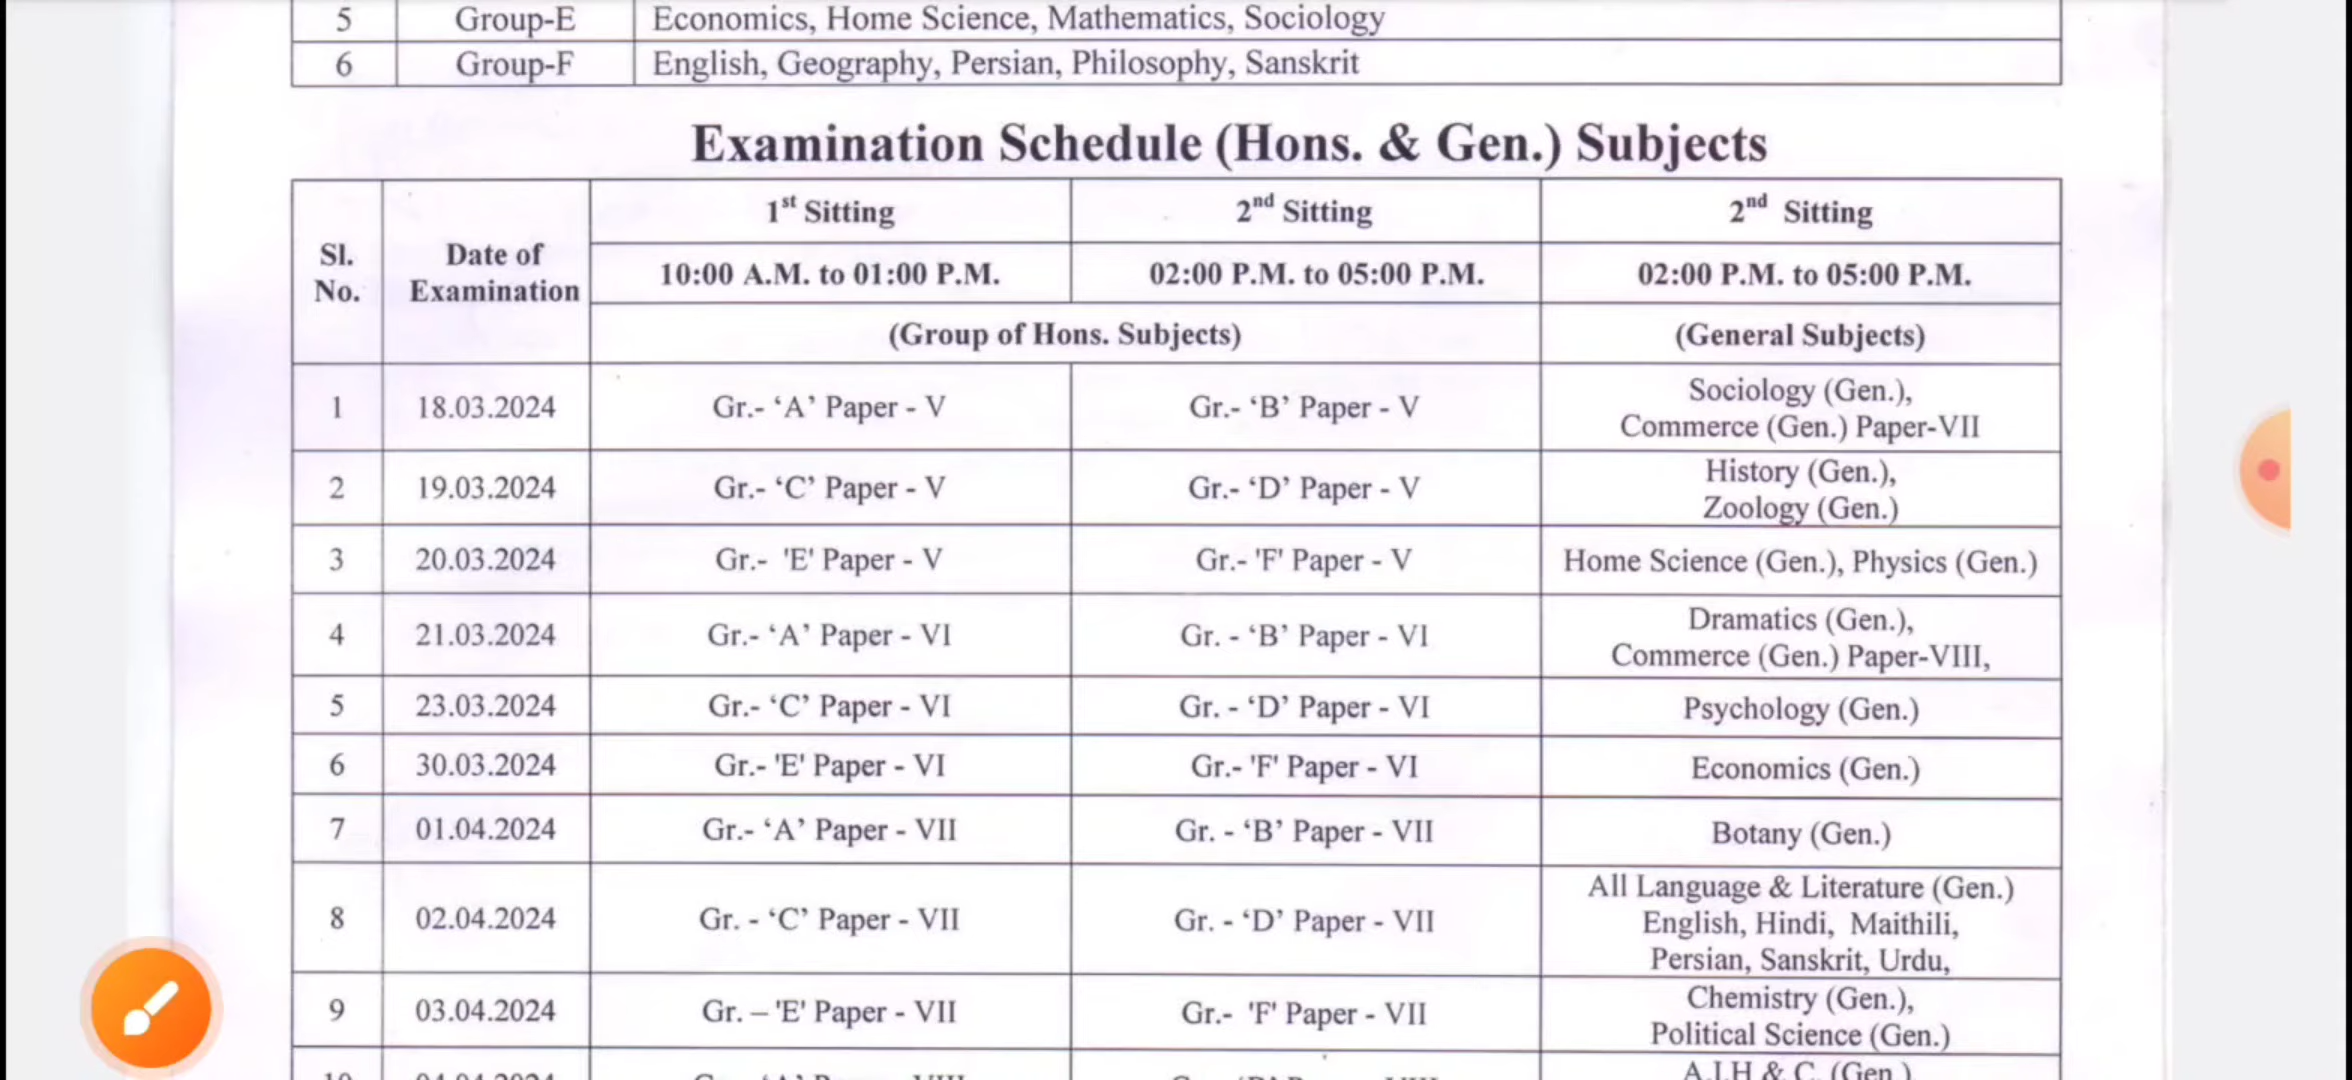 5 Group-E Economics, Home Science, Mathematics, Sociology
6 Group-F English, Geography, Persian, Philosophy, Sanskrit
Examination Schedule (Hons. & Gen.) Subjects
Sl. No. Date of Examination 1st Sitting 2nd Sitting 2nd Sitting
10:00 A.M. to 01:00 P.M. 02:00 P.M. to 05:00 P.M. 02:00 P.M. to 05:00 P.M.
(Group of Hons. Subjects) (General Subjects)
1 18.03.2024 Gr.- ‘A’ Paper - V Gr.- ‘B’ Paper - V Sociology (Gen.),
Commerce (Gen.) Paper-VII
2 19.03.2024 Gr.- ‘C’ Paper - V Gr.- ‘D’ Paper - V History (Gen.),
Zoology (Gen.)
3 20.03.2024 Gr.- 'E' Paper - V Gr.- 'F' Paper - V Home Science (Gen.), Physics (Gen.)
4 21.03.2024 Gr.- ‘A’ Paper - VI Gr. - ‘B’ Paper - VI Dramatics (Gen.),
Commerce (Gen.) Paper-VIII,
5 23.03.2024 Gr.- ‘C’ Paper - VI Gr. - ‘D’ Paper - VI Psychology (Gen.)
6 30.03.2024 Gr.- 'E' Paper - VI Gr.- 'F' Paper - VI Economics (Gen.)
7 01.04.2024 Gr.- ‘A’ Paper - VII Gr. - ‘B’ Paper - VII Botany (Gen.)
8 02.04.2024 Gr. - ‘C’ Paper - VII Gr. - ‘D’ Paper - VII All Language & Literature (Gen.)
English, Hindi, Maithili,
Persian, Sanskrit, Urdu,
9 03.04.2024 Gr. – 'E' Paper - VII Gr.- 'F' Paper - VII Chemistry (Gen.),
Political Science (Gen.)
A.I.H & C. (Gen.)